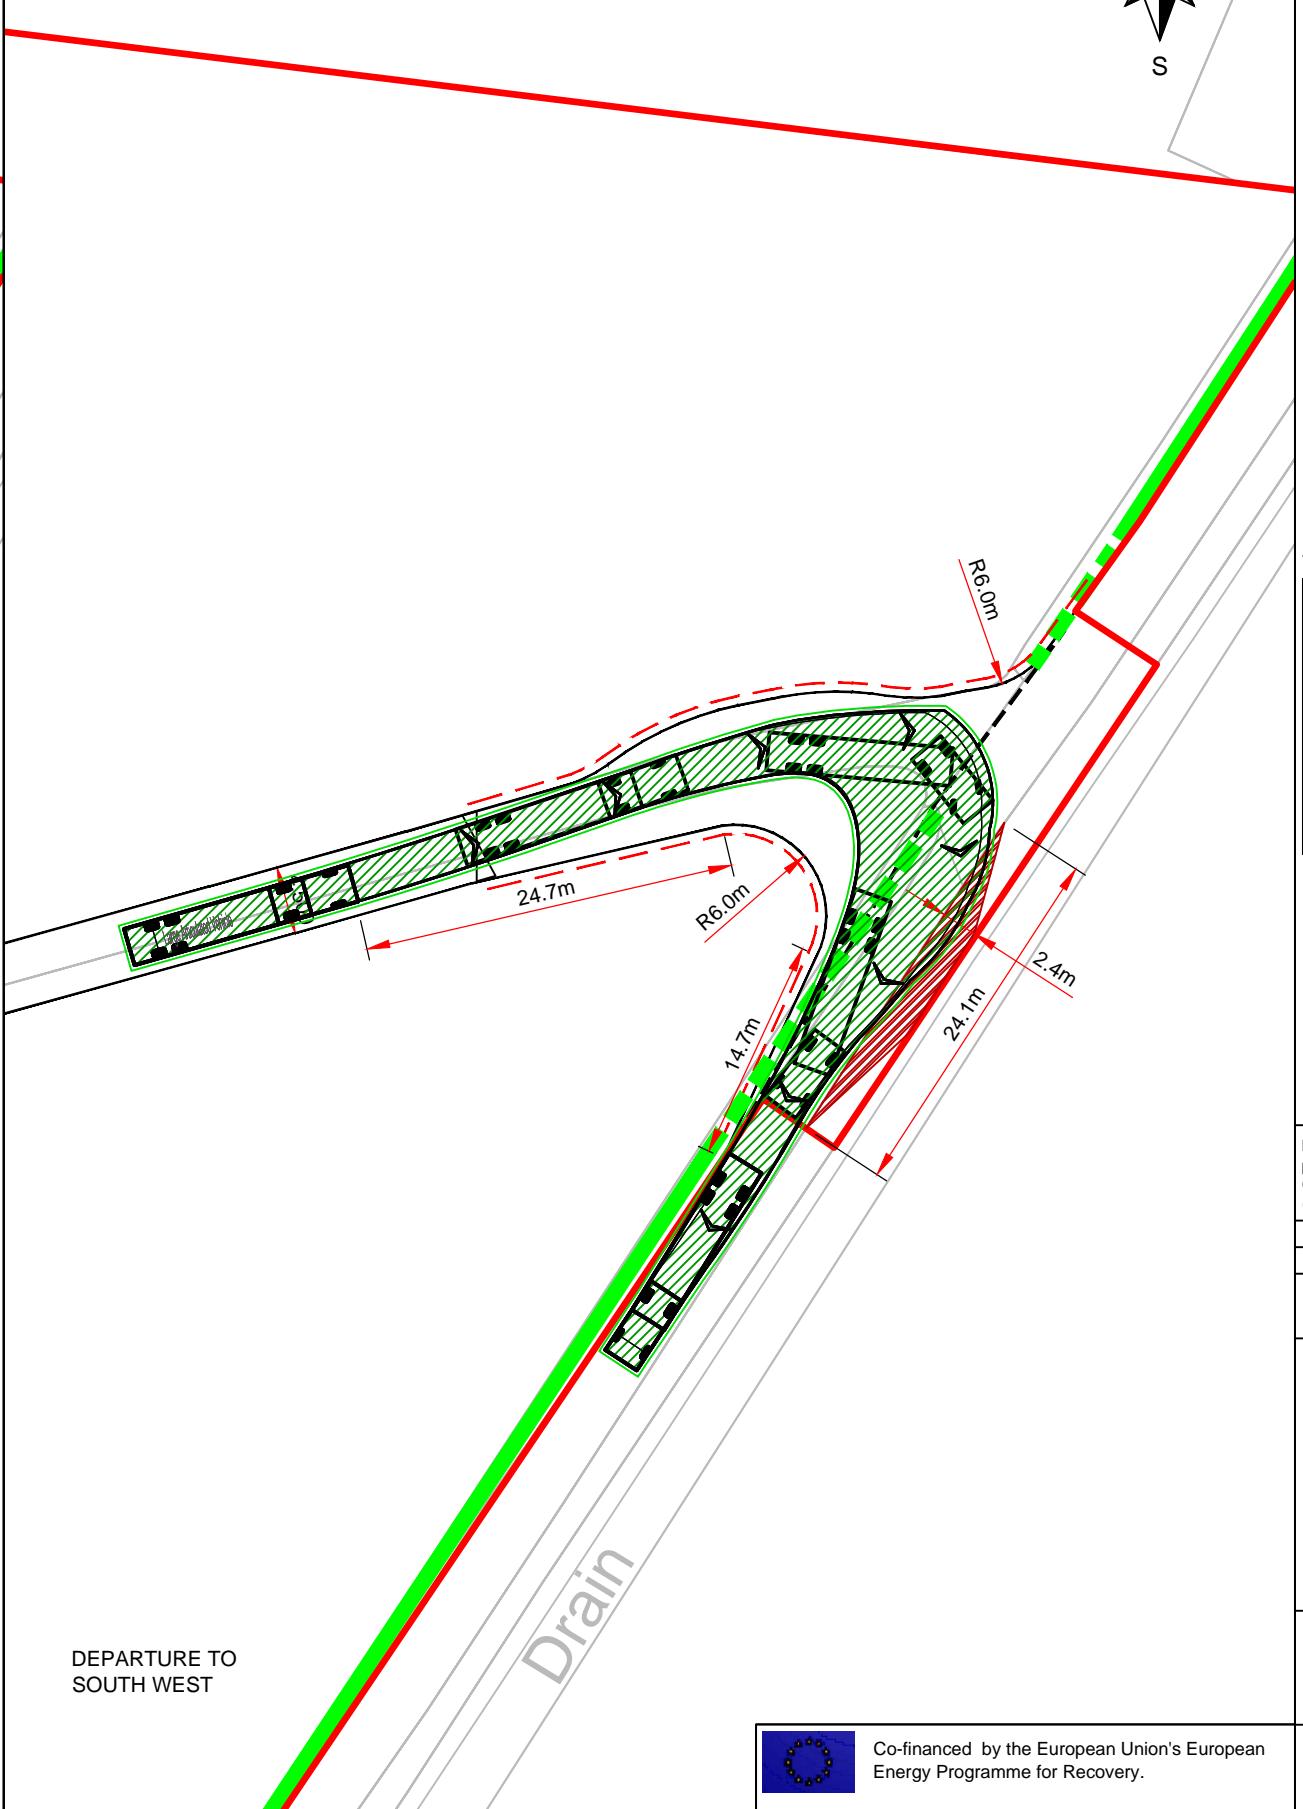 S
R6.0m
24.7m
R6.0m
2.4m
24.1m
14.7m
Drain
DEPARTURE TO
SOUTH WEST
Co-financed by the European Union's European
Energy Programme for Recovery.